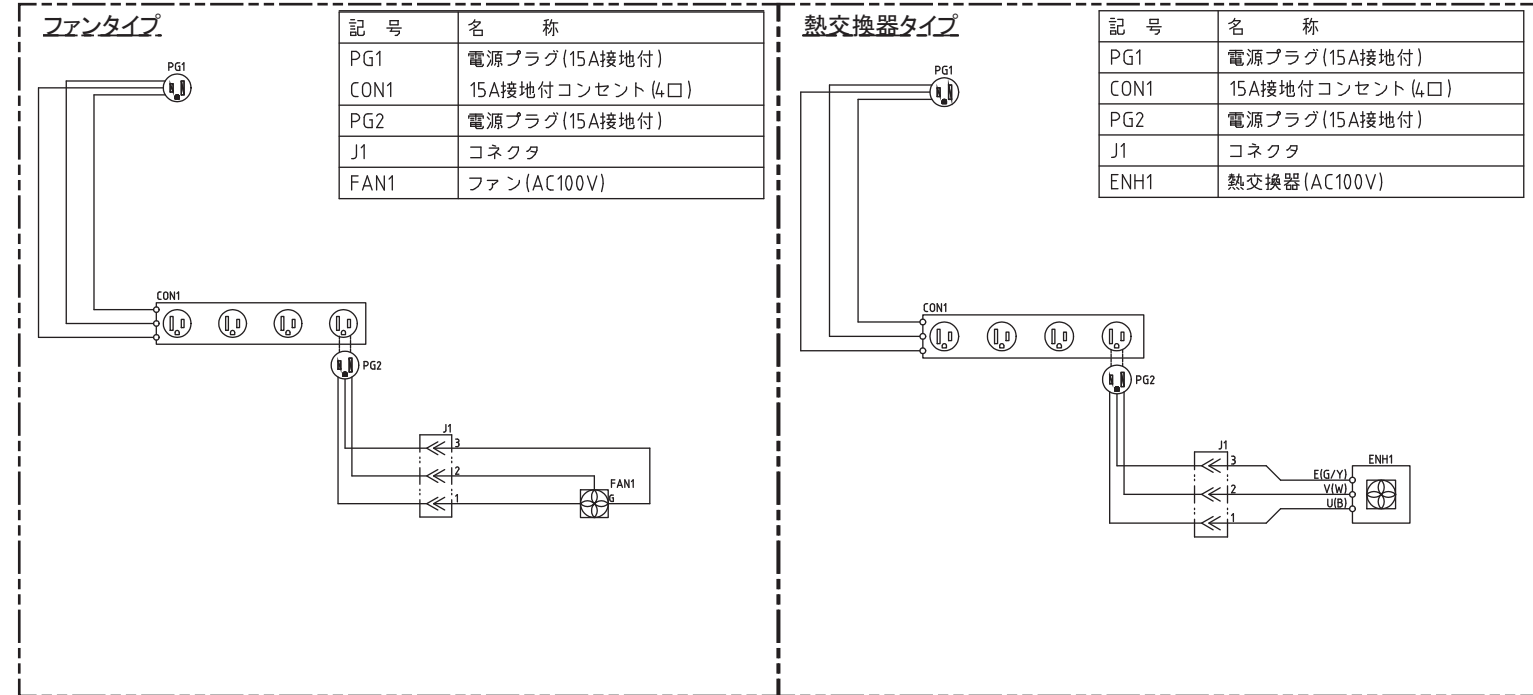 ファンタイプ
記 号 名 称
PG1 電源プラグ(15A接地付)
CON1 15A接地付コンセント(4口)
PG2 電源プラグ(15A接地付)
J1 コネクタ
FAN1 ファン(AC100V)
PG1
CON1
PG2
J1
3
2
1
FAN1
G
熱交換器タイプ
記 号 名 称
PG1 電源プラグ(15A接地付)
CON1 15A接地付コンセント(4口)
PG2 電源プラグ(15A接地付)
J1 コネクタ
ENH1 熱交換器(AC100V)
PG1
CON1
PG2
J1
3
2
1
E(G/Y)
V(W)
U(B)
ENH1